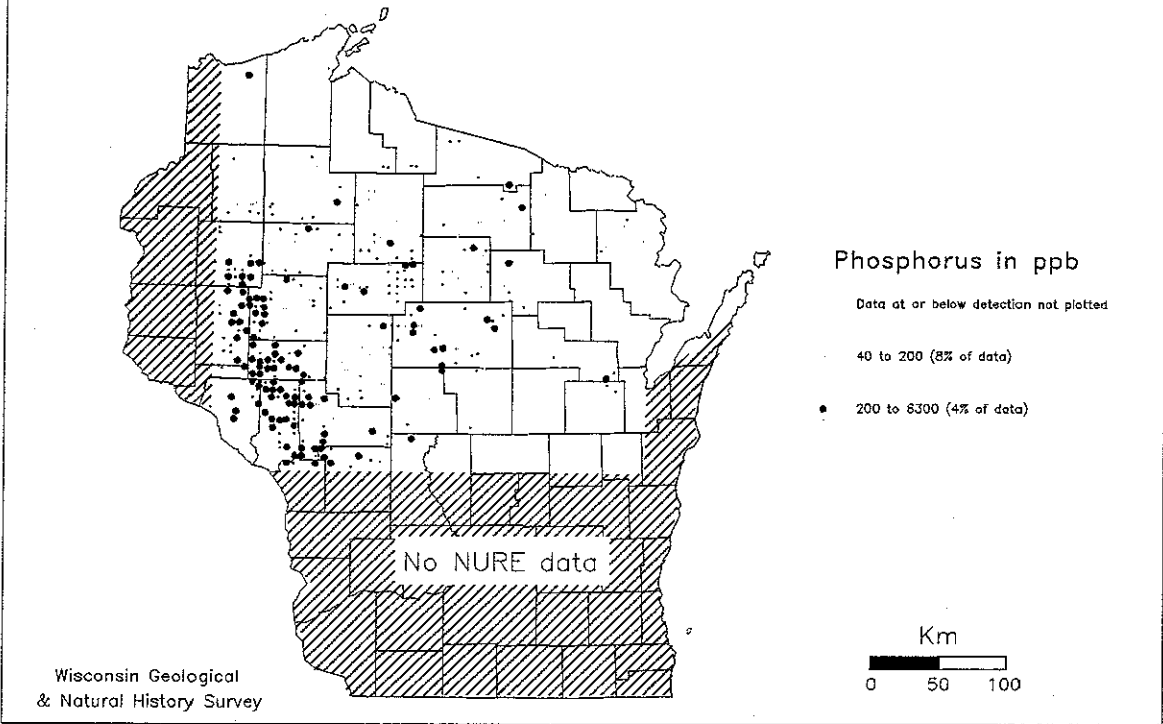 Phosphorus in ppb
Data at or below detection not plotted
40 to 200 (8% of data)
200 to 6300 (4% of data)
No NURE data
Km
0 50 100
Wisconsin Geological
& Natural History Survey